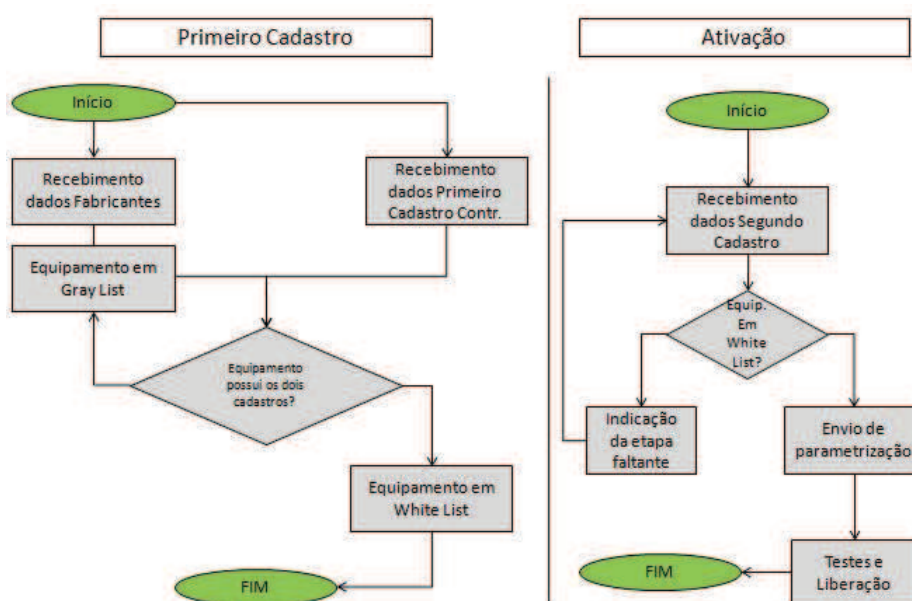 Primeiro Cadastro
Início
Recebimento
dados Fabricantes
Recebimento
dados Primeiro
Cadastro Contr.
Equipamento em
Gray List
Equipamento
possui os dois
cadastros?
Equipamento em
White List
FIM
Ativação
Início
Recebimento
dados Segundo
Cadastro
Equip.
Em
White
List?
Indicação
da etapa
faltante
Envio de
parametrização
Testes e
Liberação
FIM